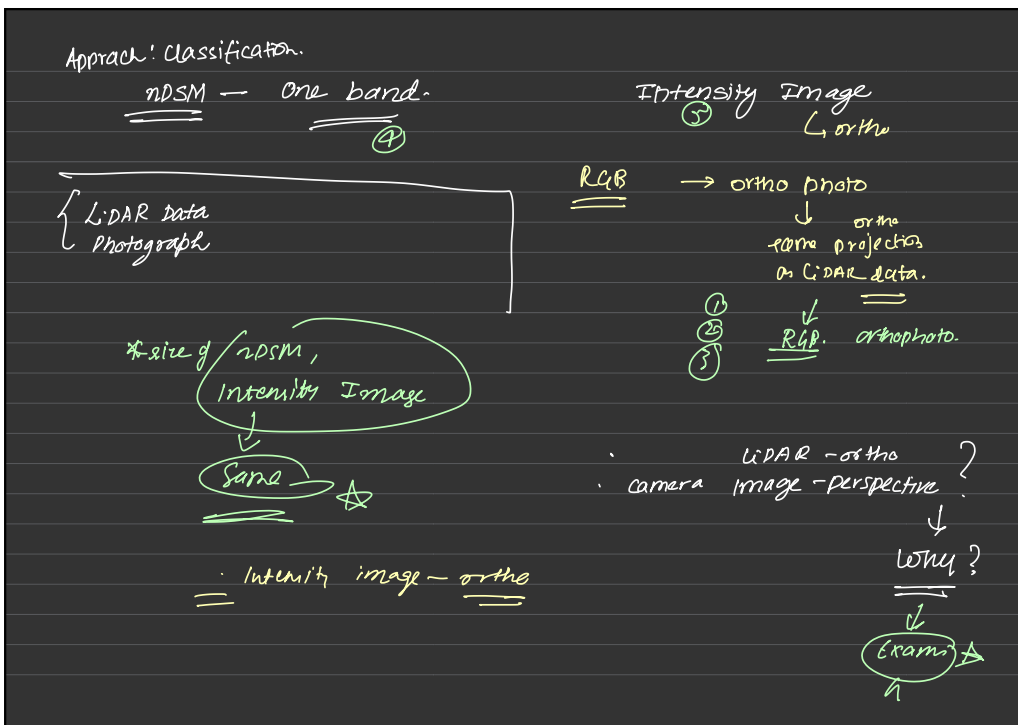 Apprach: Classification.
nDSM — One band.
④
{ LiDAR Data
Photograph
* size of nDSM,
Intensity Image
Same
. Intensity image — ortho
Intensity Image
⑤
↳ ortho
RGB → ortho photo
ortho
same projection
as LiDAR data.
①
②
③
RGB. orthophoto.
. LiDAR - ortho ?
. camera image - perspective
Why?
Exam